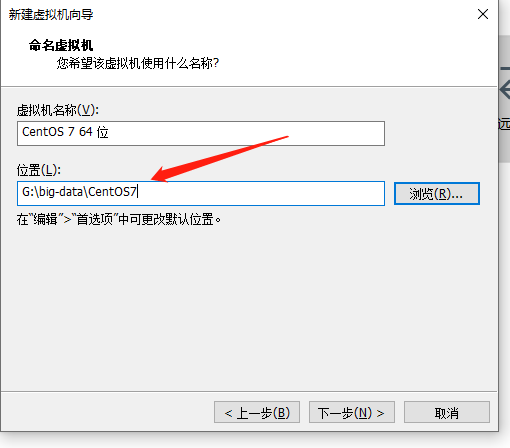 新建虚拟机向导
命名虚拟机
您希望该虚拟机使用什么名称?
虚拟机名称(V):
CentOS 7 64 位
位置(L):
G:\big-data\CentOS7
浏览(R)...
在"编辑">"首选项"中可更改默认位置。
< 上一步(B)
下一步(N) >
取消
远